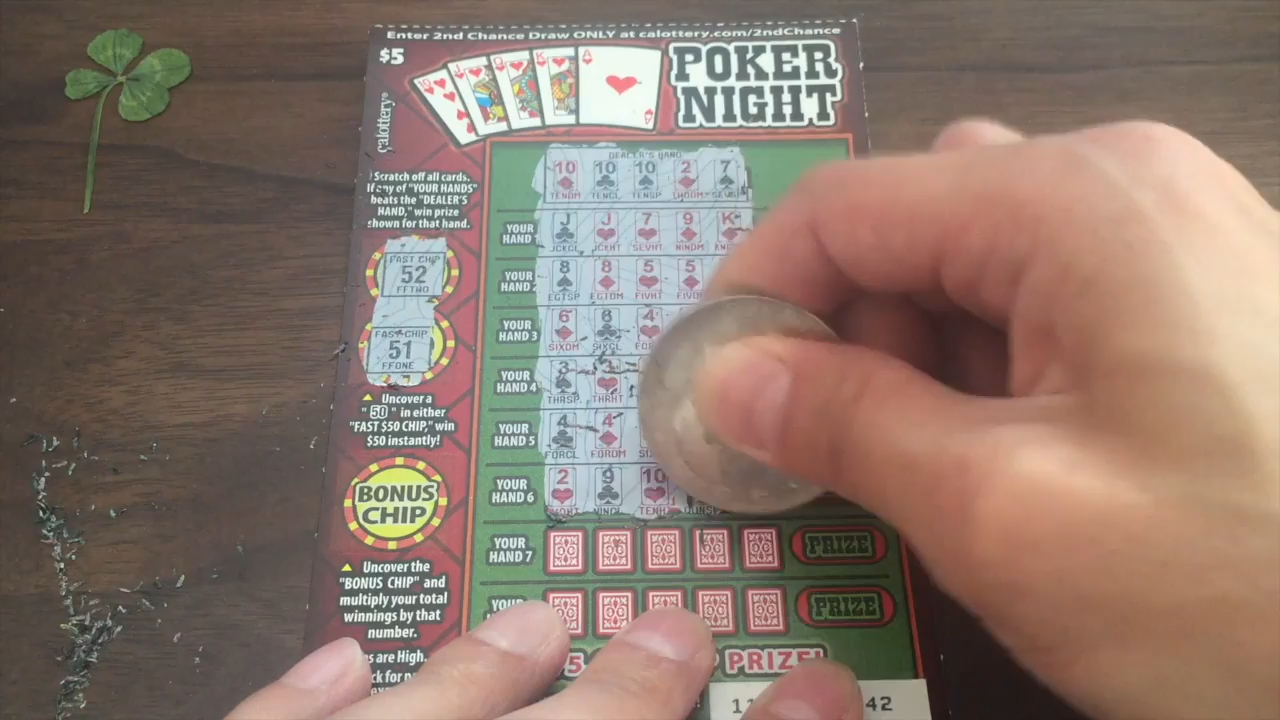 Enter 2nd Chance Draw ONLY at calottery.com/2ndChance
$5
calottery®
10 J Q K A
POKER
NIGHT
Scratch off all cards.
If any of "YOUR HANDS"
beats the "DEALER'S
HAND," win prize
shown for that hand.
DEALER'S HAND
10 10 10 2 7
TENDM TENCL TENSP TWODM
YOUR HAND 1
J J 7 9 K
JCKCL JCKHT SEVHT NINDM
YOUR HAND 2
8 8 5 5
EGTSP EGTDM FIVHT
YOUR HAND 3
6 6 4
SIXDM SIXCL
YOUR HAND 4
3 3
THRSP THRHT
YOUR HAND 5
4 4
FORCL FORDM
YOUR HAND 6
2 9 10
NINCL TENHT
YOUR HAND 7
PRIZE
PRIZE
FAST CHIP
52
FFTWO
FAST CHIP
51
FFONE
Uncover a
"50" in either
"FAST $50 CHIP," win
$50 instantly!
BONUS
CHIP
Uncover the
"BONUS CHIP" and
multiply your total
winnings by that
number.
are High.
PRIZE!
42